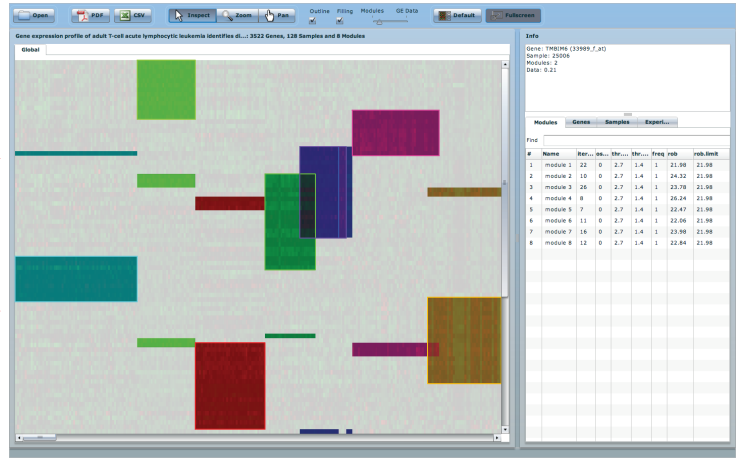 Open PDF CSV Inspect Zoom Pan Outline Filling Modules GE Data Default Fullscreen
Gene expression profile of adult T-cell acute lymphocytic leukemia identifies di...: 3522 Genes, 128 Samples and 8 Modules
Global
Info
Gene: TMBIM6 (33989_f_at)
Sample: 25006
Modules: 2
Data: 0.21
Modules Genes Samples Experi...
Find
# Name iter... os... thr.... thr.... freq rob rob.limit
1 module 1 22 0 2.7 1.4 1 21.98 21.98
2 module 2 10 0 2.7 1.4 1 24.32 21.98
3 module 3 26 0 2.7 1.4 1 23.78 21.98
4 module 4 8 0 2.7 1.4 1 26.24 21.98
5 module 5 7 0 2.7 1.4 1 22.47 21.98
6 module 6 11 0 2.7 1.4 1 22.06 21.98
7 module 7 16 0 2.7 1.4 1 23.98 21.98
8 module 8 12 0 2.7 1.4 1 22.84 21.98